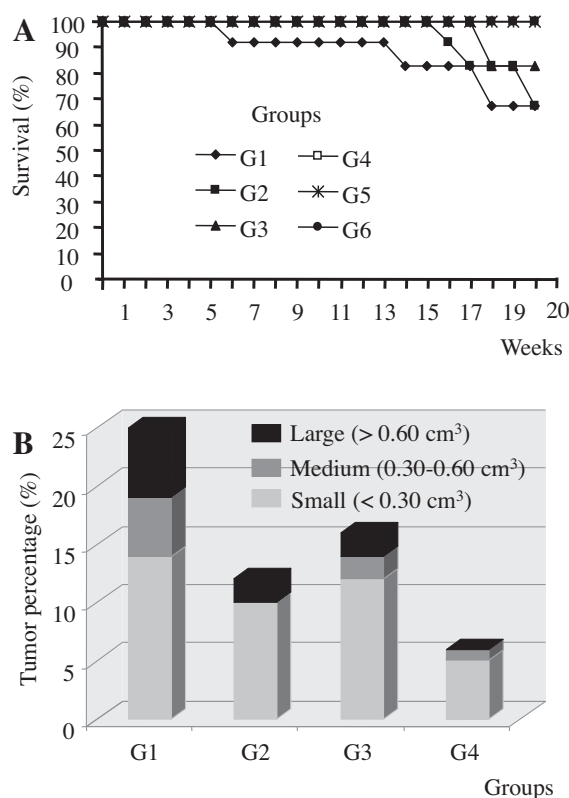 A
Survival (%)
100
90
80
70
60
50
40
30
20
10
0
Groups
G1 G4
G2 G5
G3 G6
1 3 5 7 9 11 13 15 17 19 20
Weeks
B
Tumor percentage (%)
25
20
15
10
5
0
Large (> 0.60 cm³)
Medium (0.30-0.60 cm³)
Small (< 0.30 cm³)
G1 G2 G3 G4
Groups